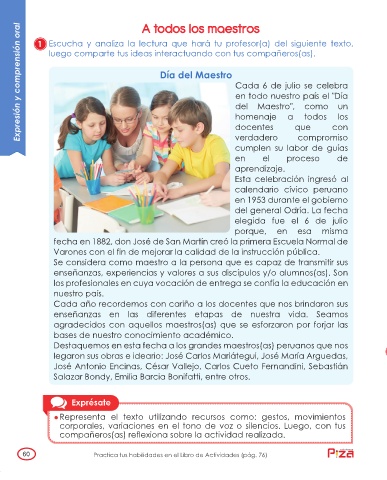 Expresión y comprensión oral
A todos los maestros
1 Escucha y analiza la lectura que hará tu profesor(a) del siguiente texto,
luego comparte tus ideas interactuando con tus compañeros(as).
Día del Maestro
Cada 6 de julio se celebra
en todo nuestro país el "Día
del Maestro", como un
homenaje a todos los
docentes que con
verdadero compromiso
cumplen su labor de guías
en el proceso de
aprendizaje.
Esta celebración ingresó al
calendario cívico peruano
en 1953 durante el gobierno
del general Odría. La fecha
elegida fue el 6 de julio
porque, en esa misma
fecha en 1882, don José de San Martín creó la primera Escuela Normal de
Varones con el fin de mejorar la calidad de la instrucción pública.
Se considera como maestro a la persona que es capaz de transmitir sus
enseñanzas, experiencias y valores a sus discípulos y/o alumnos(as). Son
los profesionales en cuya vocación de entrega se confía la educación en
nuestro país.
Cada año recordemos con cariño a los docentes que nos brindaron sus
enseñanzas en las diferentes etapas de nuestra vida. Seamos
agradecidos con aquellos maestros(as) que se esforzaron por forjar las
bases de nuestro conocimiento académico.
Destaquemos en esta fecha a los grandes maestros(as) peruanos que nos
legaron sus obras e ideario: José Carlos Mariátegui, José María Arguedas,
José Antonio Encinas, César Vallejo, Carlos Cueto Fernandini, Sebastián
Salazar Bondy, Emilia Barcia Bonifatti, entre otros.
Exprésate
Representa el texto utilizando recursos como: gestos, movimientos
corporales, variaciones en el tono de voz o silencios. Luego, con tus
compañeros(as) reflexiona sobre la actividad realizada.
60
Practica tus habilidades en el Libro de Actividades (pág. 76)
Piza